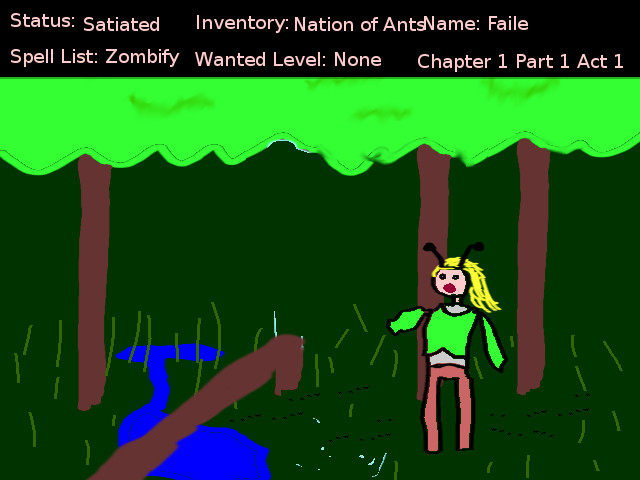 Status: Satiated Inventory: Nation of Ants Name: Faile
Spell List: Zombify Wanted Level: None Chapter 1 Part 1 Act 1